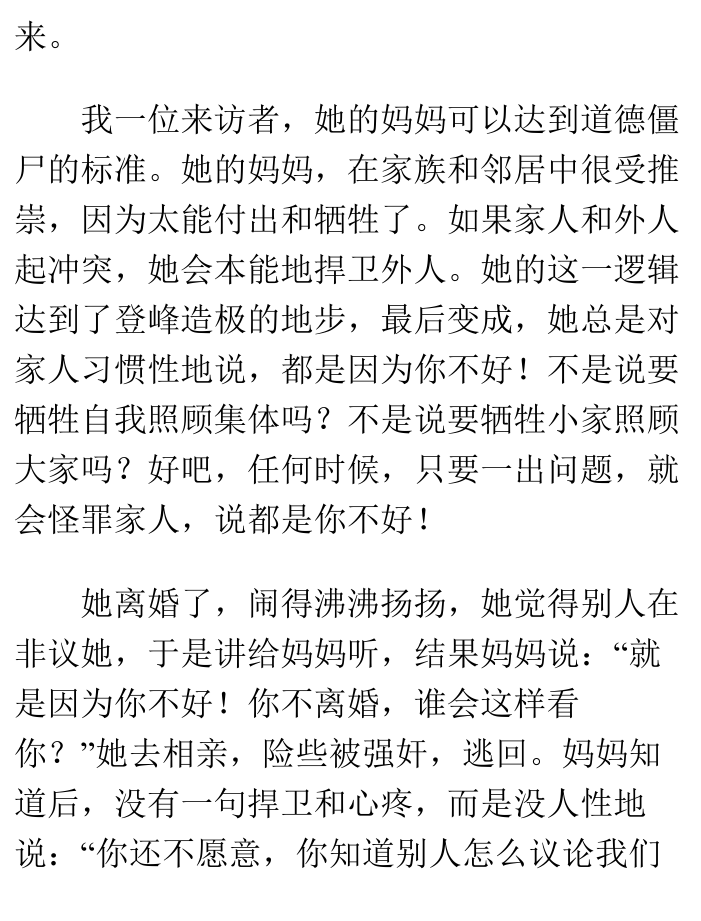 来。
我一位来访者，她的妈妈可以达到道德僵
尸的标准。她的妈妈，在家族和邻居中很受推
崇，因为太能付出和牺牲了。如果家人和外人
起冲突，她会本能地捍卫外人。她的这一逻辑
达到了登峰造极的地步，最后变成，她总是对
家人习惯性地说，都是因为你不好！不是说要
牺牲自我照顾集体吗？不是说要牺牲小家照顾
大家吗？好吧，任何时候，只要一出问题，就
会怪罪家人，说都是你不好！
她离婚了，闹得沸沸扬扬，她觉得别人在
非议她，于是讲给妈妈听，结果妈妈说：“就
是因为你不好！你不离婚，谁会这样看
你？”她去相亲，险些被强奸，逃回。妈妈知
道后，没有一句捍卫和心疼，而是没人性地
说：“你还不愿意，你知道别人怎么议论我们